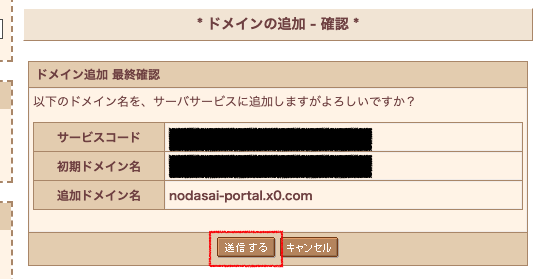 * ドメインの追加 - 確認 *
ドメイン追加 最終確認
以下のドメイン名を、サーバサービスに追加しますがよろしいですか？
サービスコード
初期ドメイン名
追加ドメイン名 nodasai-portal.x0.com
送信する キャンセル